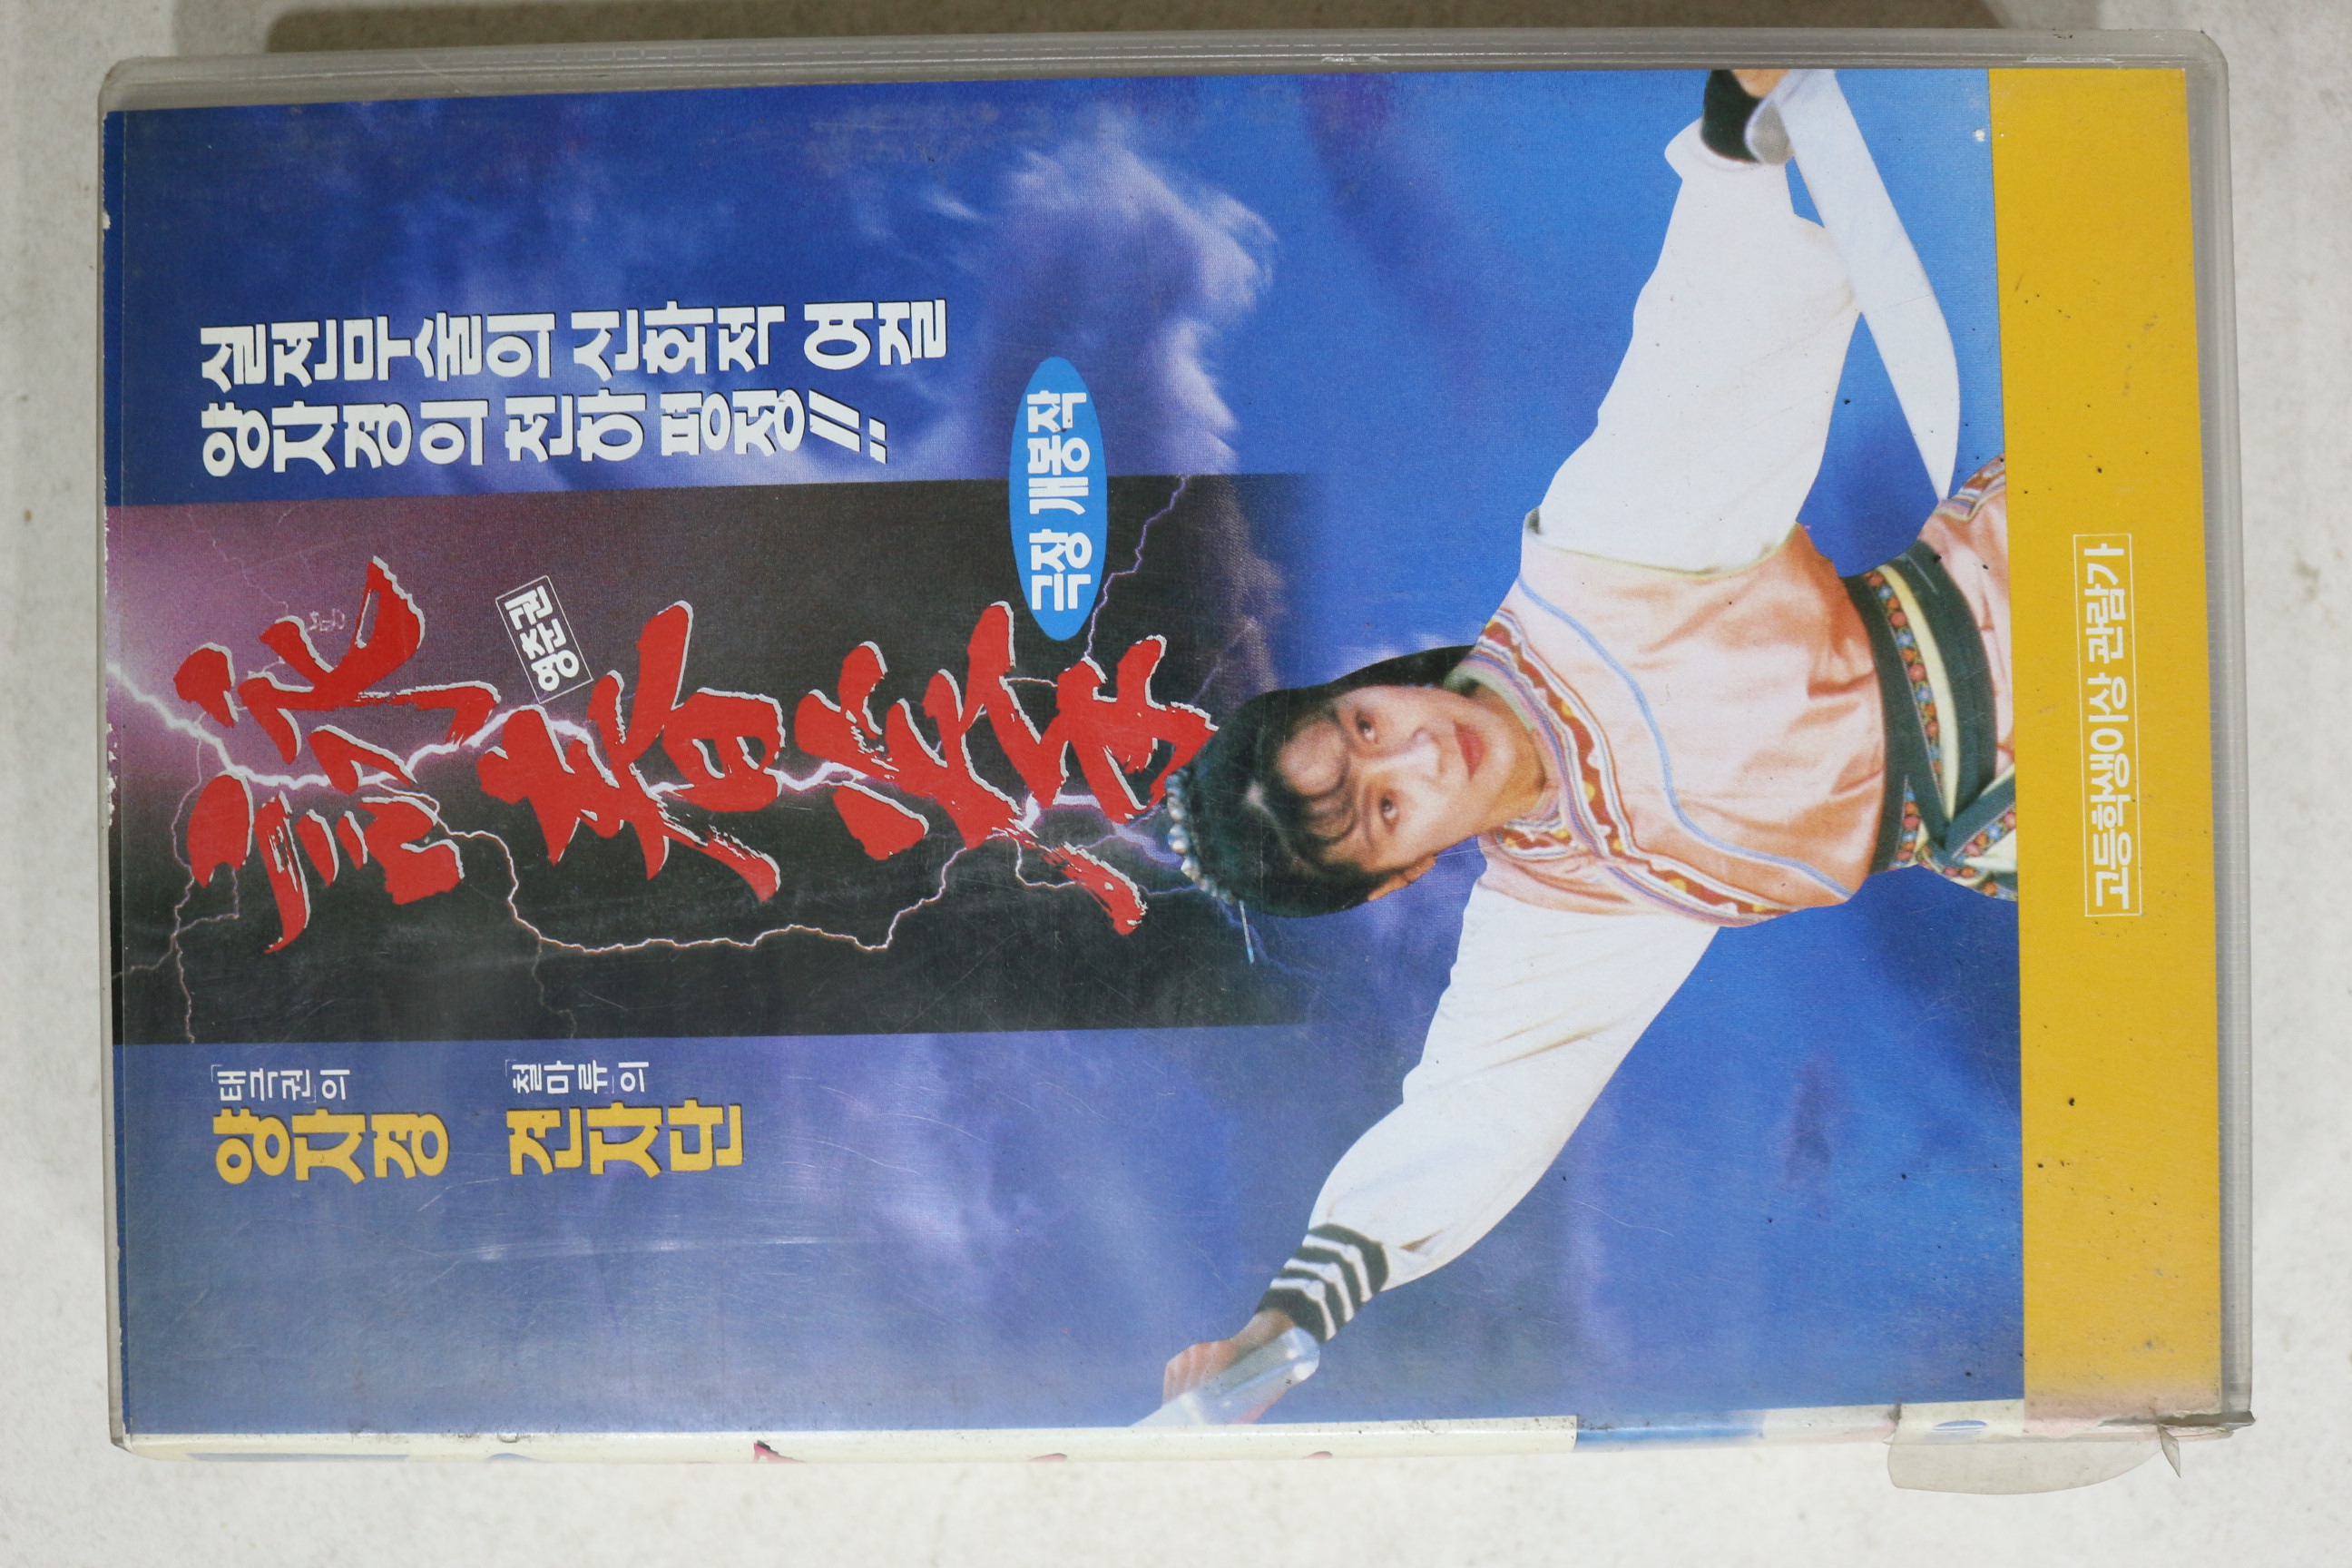 실전무술의 신화적 여걸
양자경의 천하 평정!!
극장 개봉작
영춘권
詠春拳
「태극권」의
양자경
「철마류」의
견자단
고등학생이상 관람가